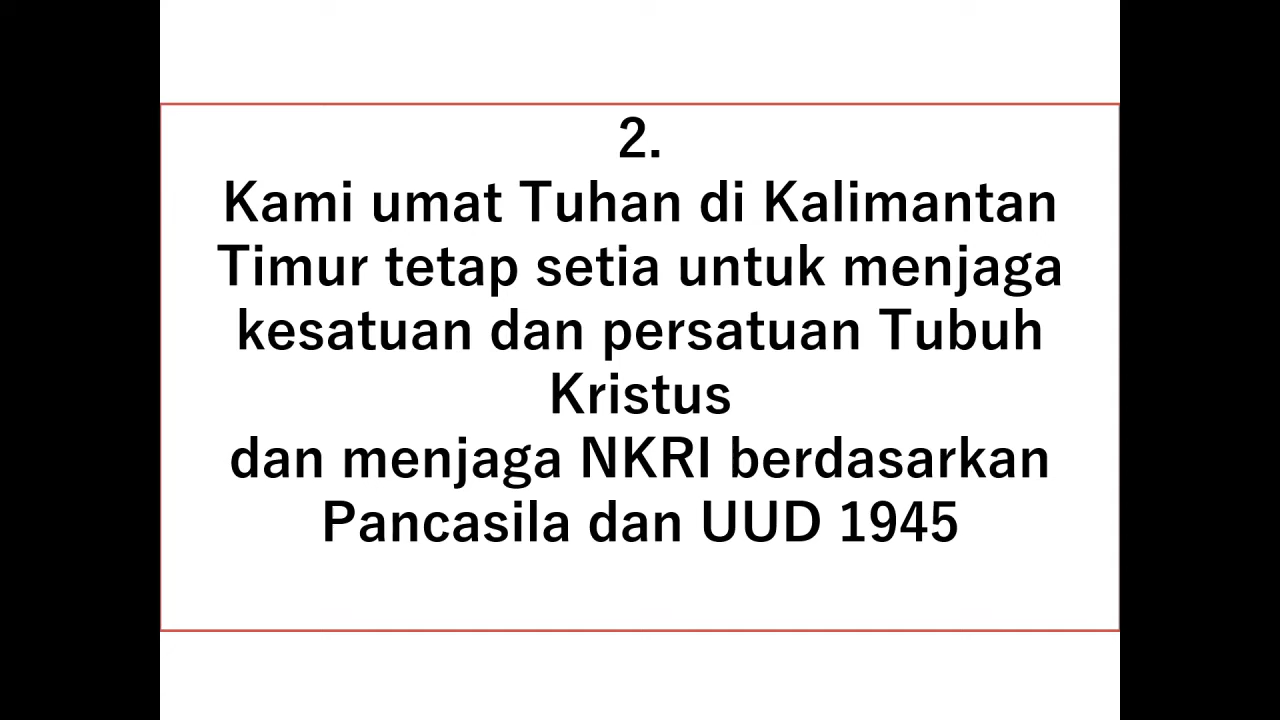 2.
Kami umat Tuhan di Kalimantan
Timur tetap setia untuk menjaga
kesatuan dan persatuan Tubuh
Kristus
dan menjaga NKRI berdasarkan
Pancasila dan UUD 1945